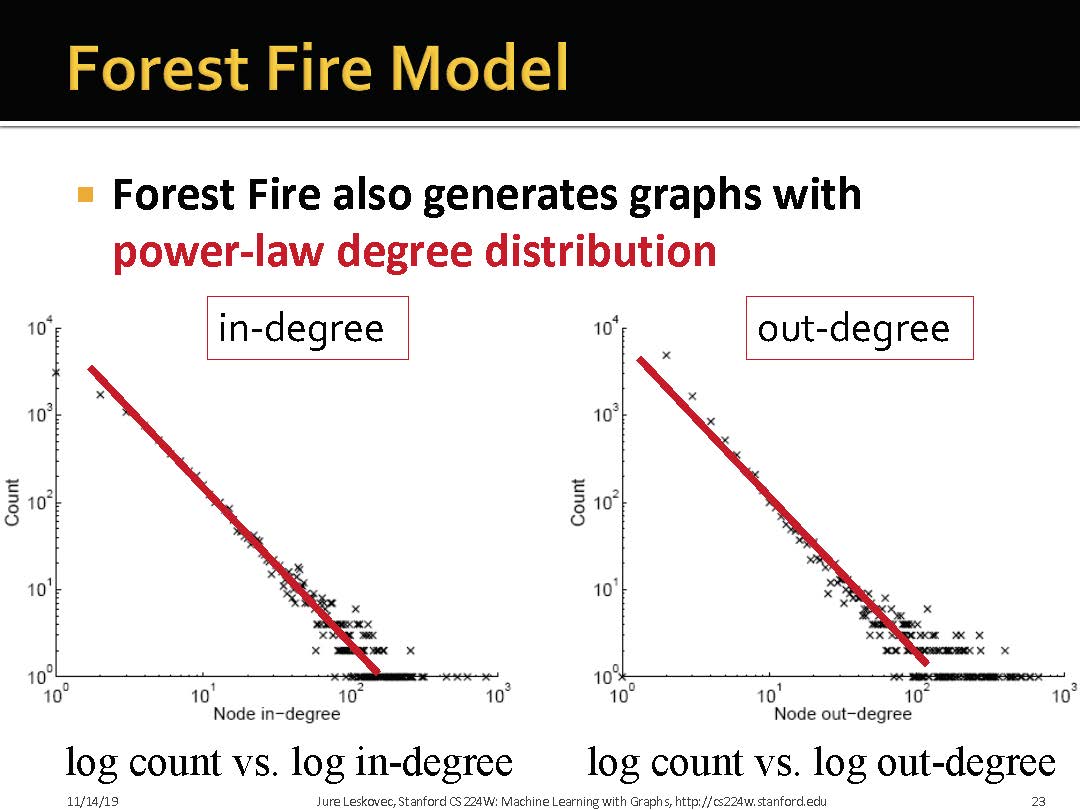 Forest Fire Model
Forest Fire also generates graphs with
power-law degree distribution
in-degree
10^4
10^3
10^2
10^1
10^0
Count
10^0 10^1 10^2 10^3
Node in-degree
log count vs. log in-degree
out-degree
10^4
10^3
10^2
10^1
10^0
Count
10^0 10^1 10^2 10^3
Node out-degree
log count vs. log out-degree
11/14/19 Jure Leskovec, Stanford CS224W: Machine Learning with Graphs, http://cs224w.stanford.edu 23